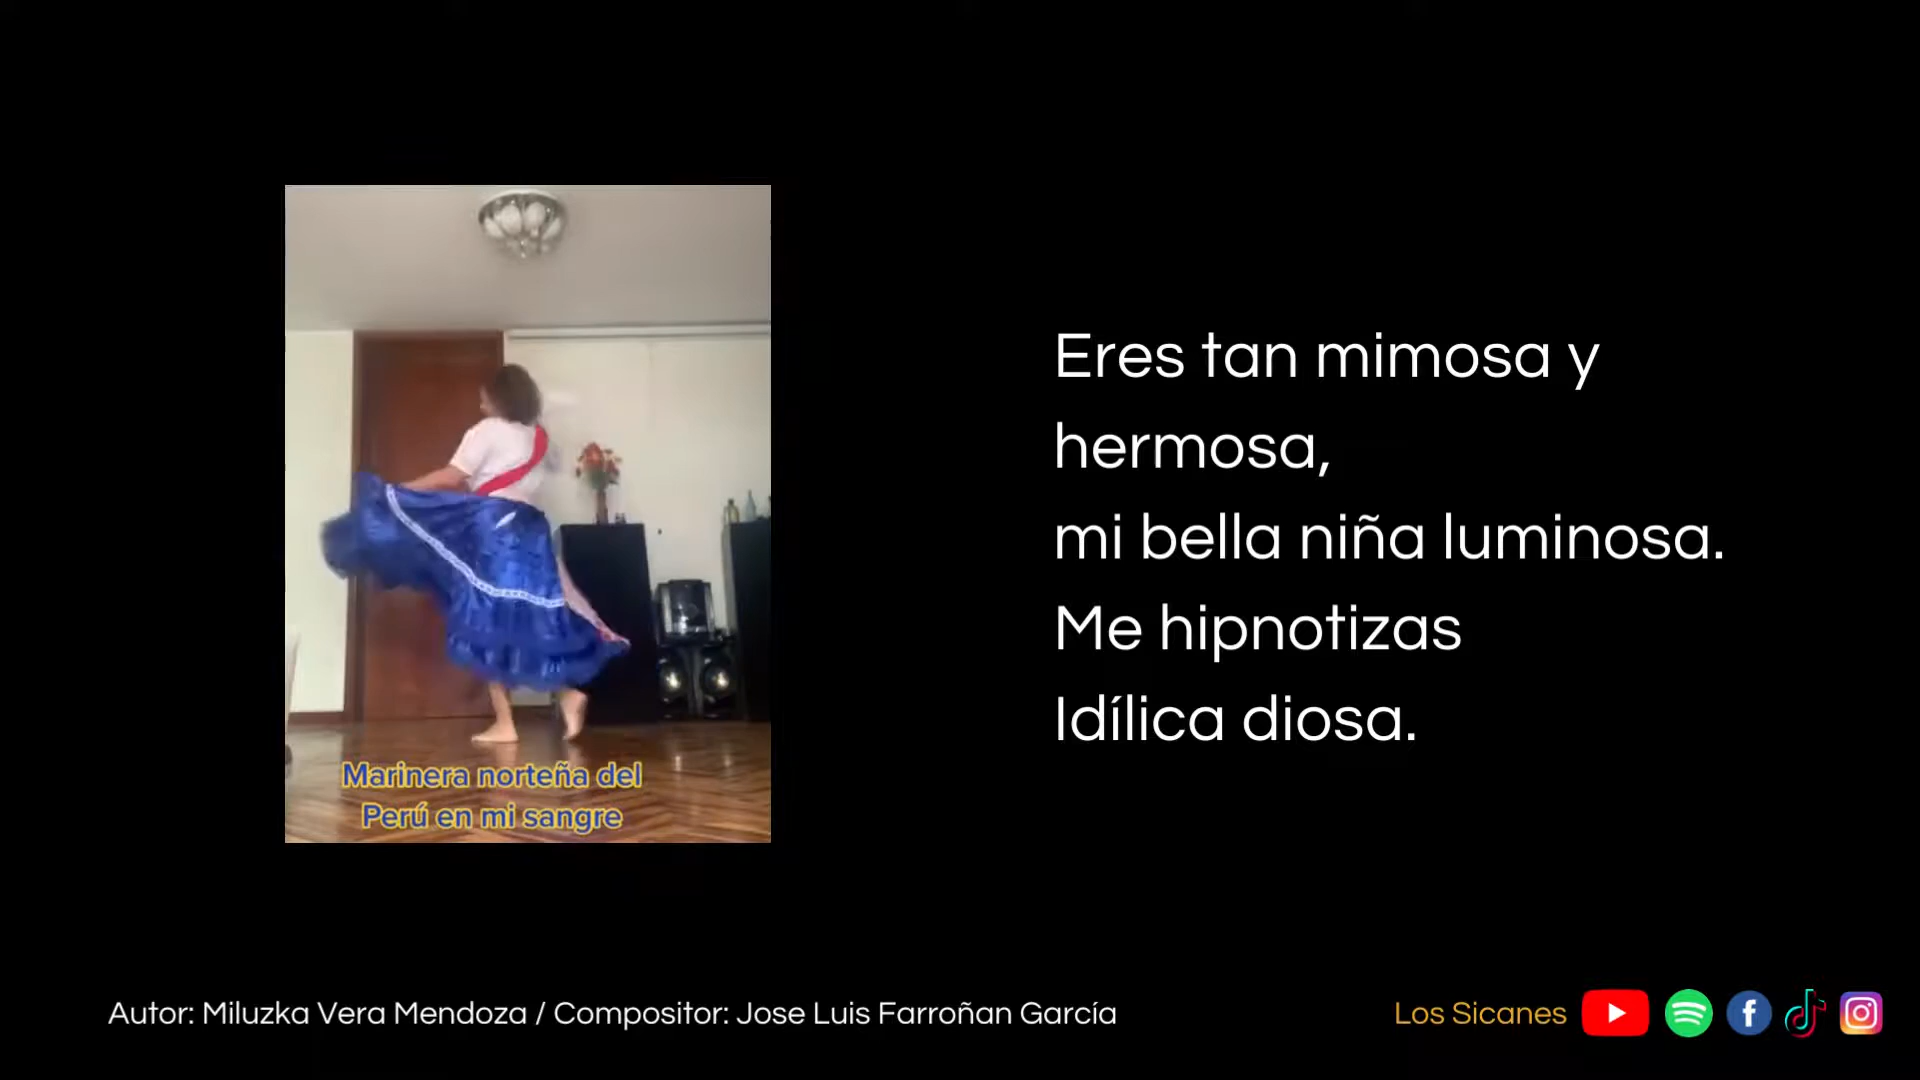 Eres tan mimosa y
hermosa,
mi bella niña luminosa.
Me hipnotizas
Idílica diosa.
Marinera norteña del
Perú en mi sangre
Autor: Miluzka Vera Mendoza / Compositor: Jose Luis Farroñan García
Los Sicanes